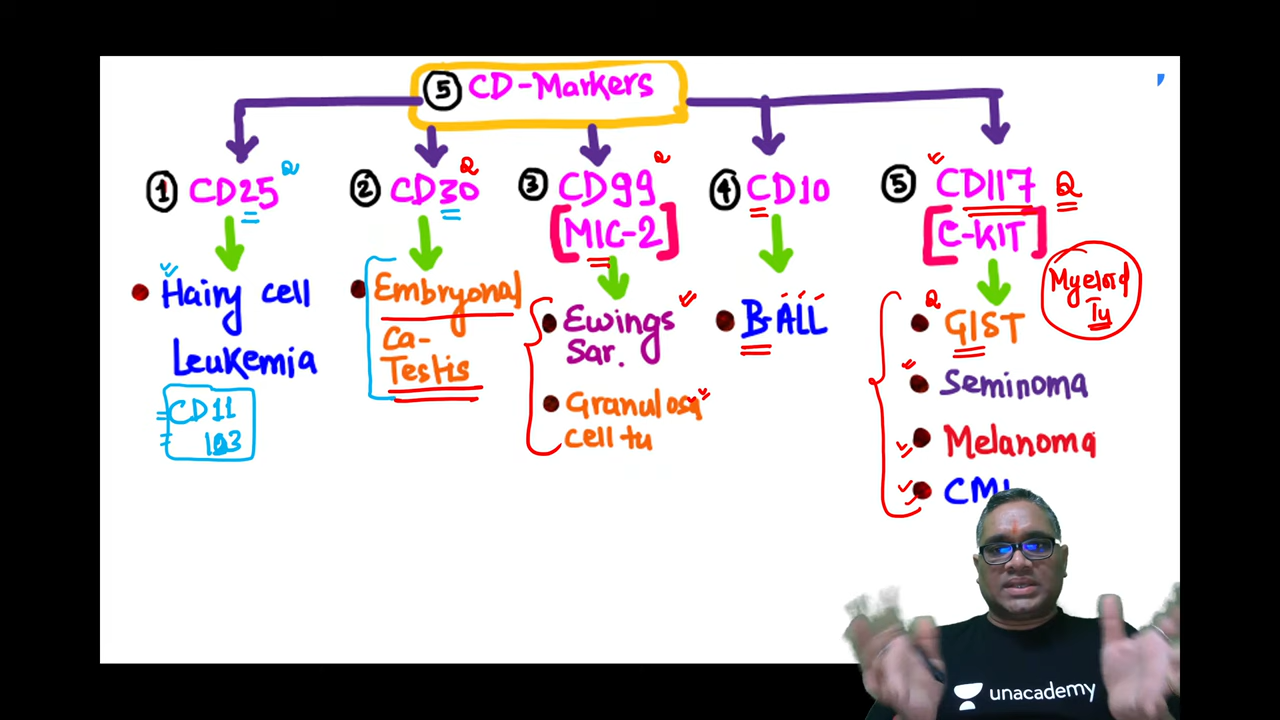 5 CD-Markers
1 CD25 Q
2 CD30 Q
3 CD99 Q
[MIC-2]
4 CD10
5 CD117 Q
[C-KIT]
Hairy cell
Leukemia
CD11
103
Embryonal
Ca-
Testis
Ewings
Sar.
Granulosa
cell tu
B-ALL
Myeloid
Tu
Q
GIST
Seminoma
Melanoma
unacademy